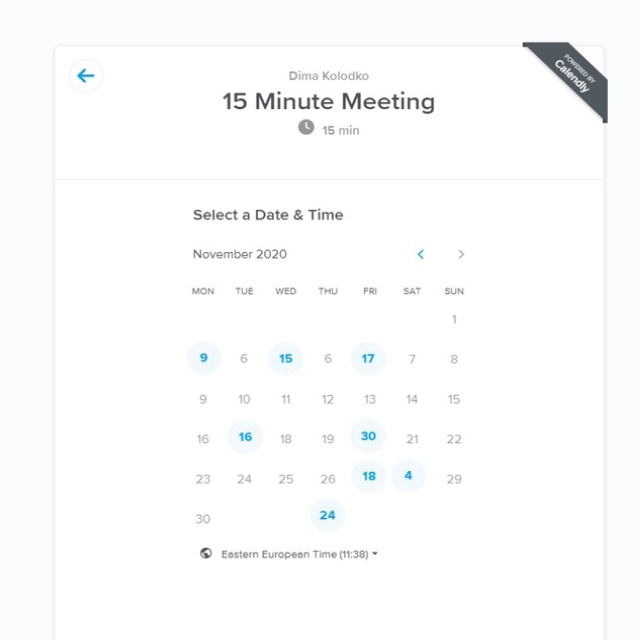 Dima Kolodko
POWERED BY
Calendly
15 Minute Meeting
15 min
Select a Date & Time
November 2020
MON TUE WED THU FRI SAT SUN
1
9 6 15 6 17 7 8
9 10 11 12 13 14 15
16 16 18 19 30 21 22
23 24 25 26 18 4 29
30 24
Eastern European Time (11:38)